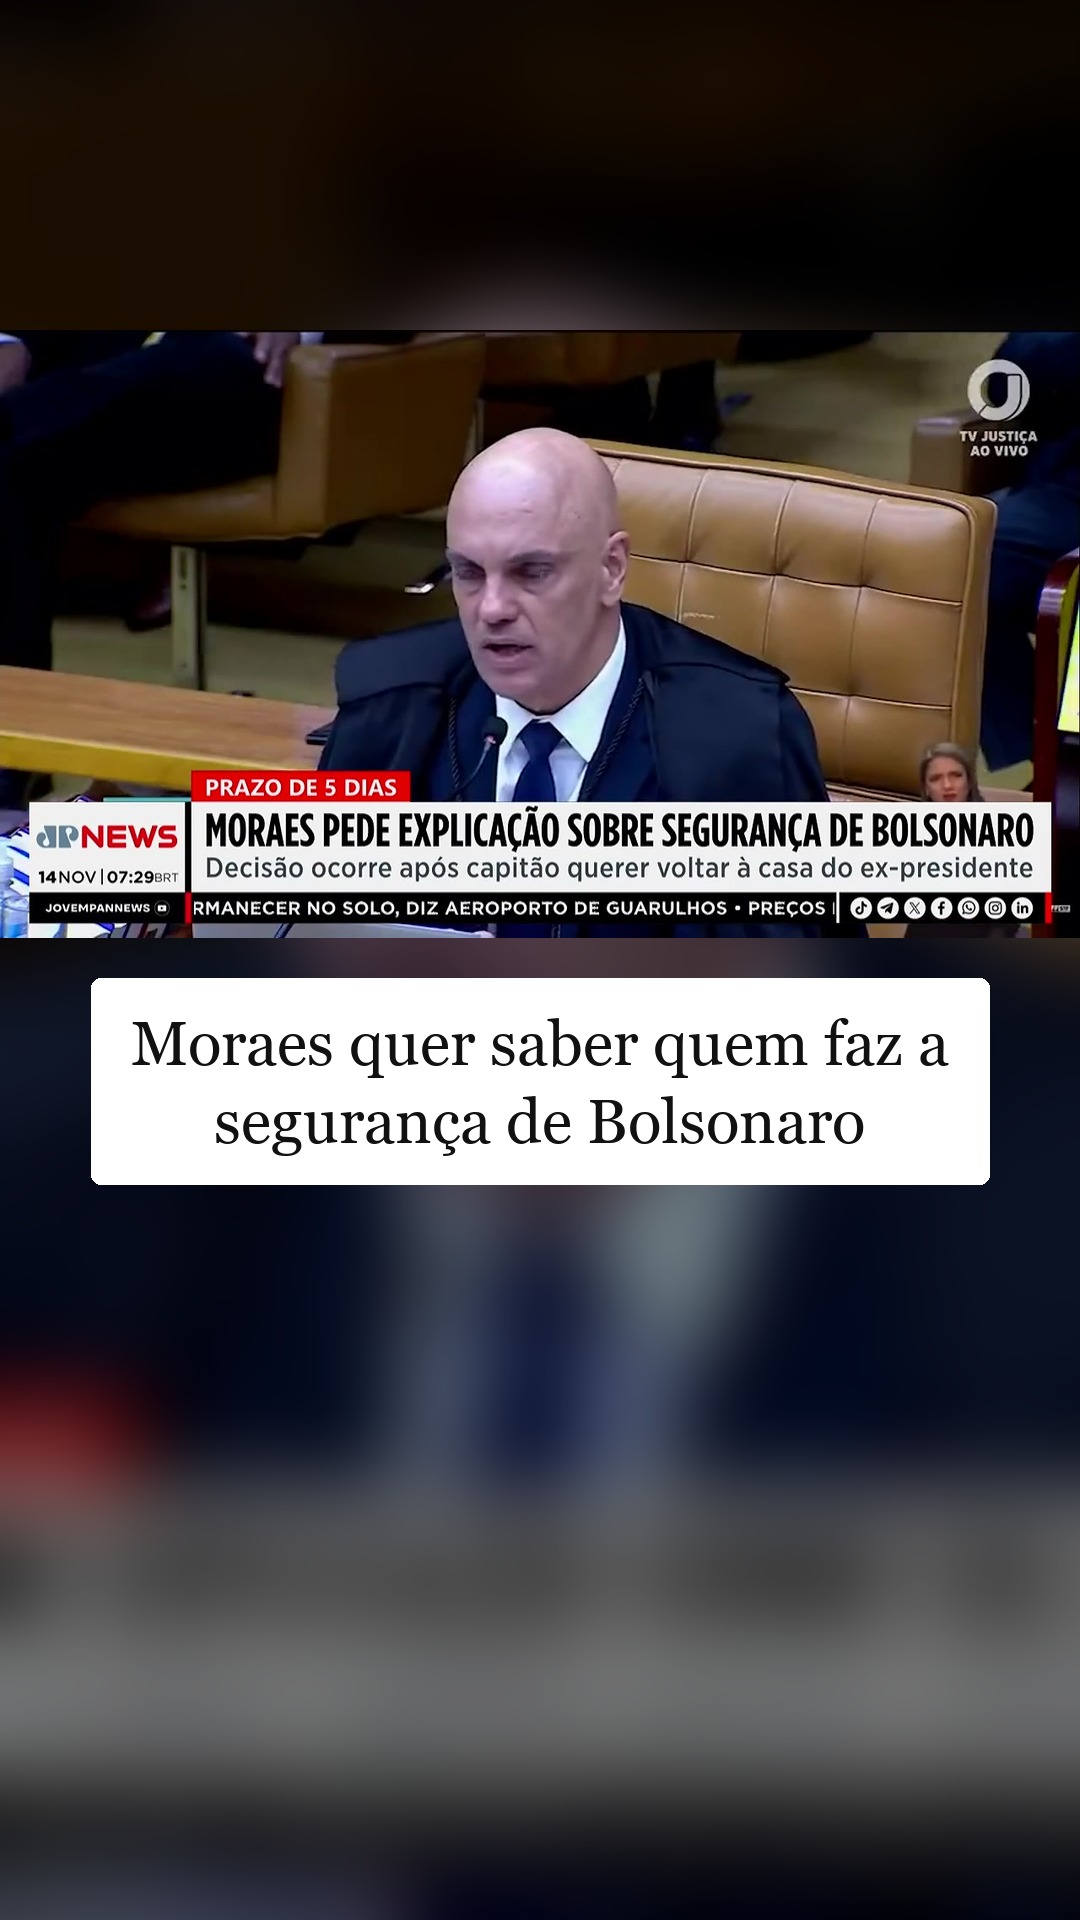 TV JUSTIÇA
AO VIVO
PRAZO DE 5 DIAS
JPNEWS
MORAES PEDE EXPLICAÇÃO SOBRE SEGURANÇA DE BOLSONARO
Decisão ocorre após capitão querer voltar à casa do ex-presidente
14NOV | 07:29BRT
JOVEMPANNEWS
RMANECER NO SOLO, DIZ AEROPORTO DE GUARULHOS • PREÇOS
Moraes quer saber quem faz a
segurança de Bolsonaro